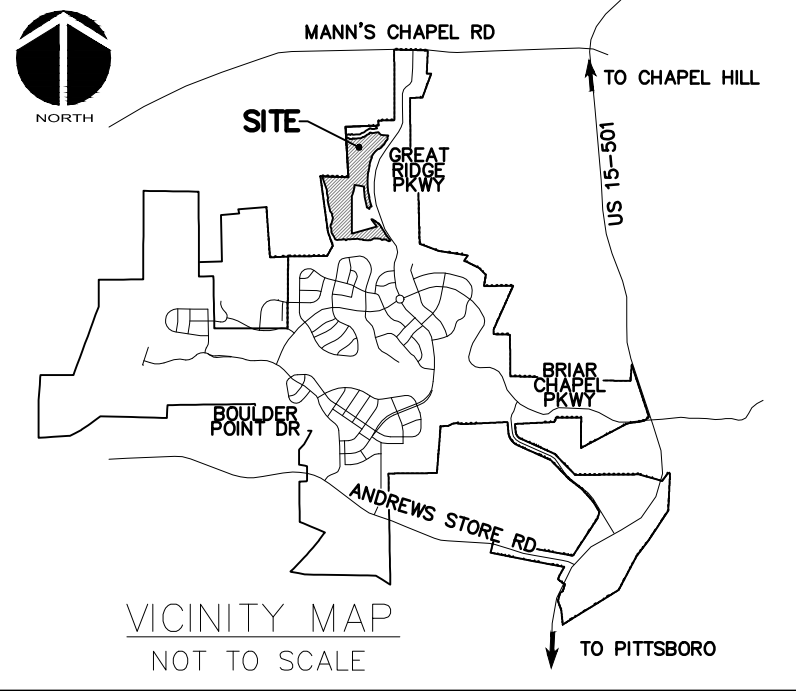 MANN'S CHAPEL RD
TO CHAPEL HILL
NORTH
SITE
US 15-501
GREAT
RIDGE
PKWY
BRIAR
CHAPEL
PKWY
BOULDER
POINT DR
ANDREWS STORE RD
VICINITY MAP
NOT TO SCALE
TO PITTSBORO